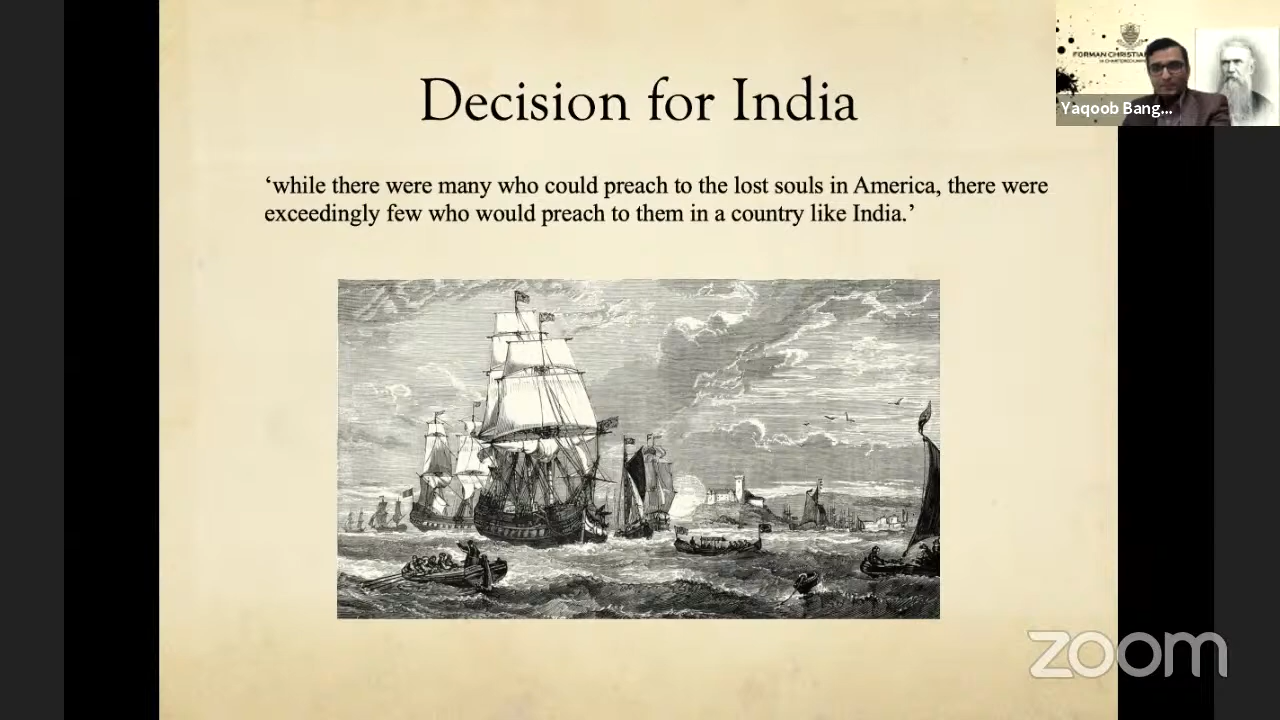 Decision for India
‘while there were many who could preach to the lost souls in America, there were
exceedingly few who would preach to them in a country like India.’
FORMAN CHRISTIA
Yaqoob Bang...
zoom